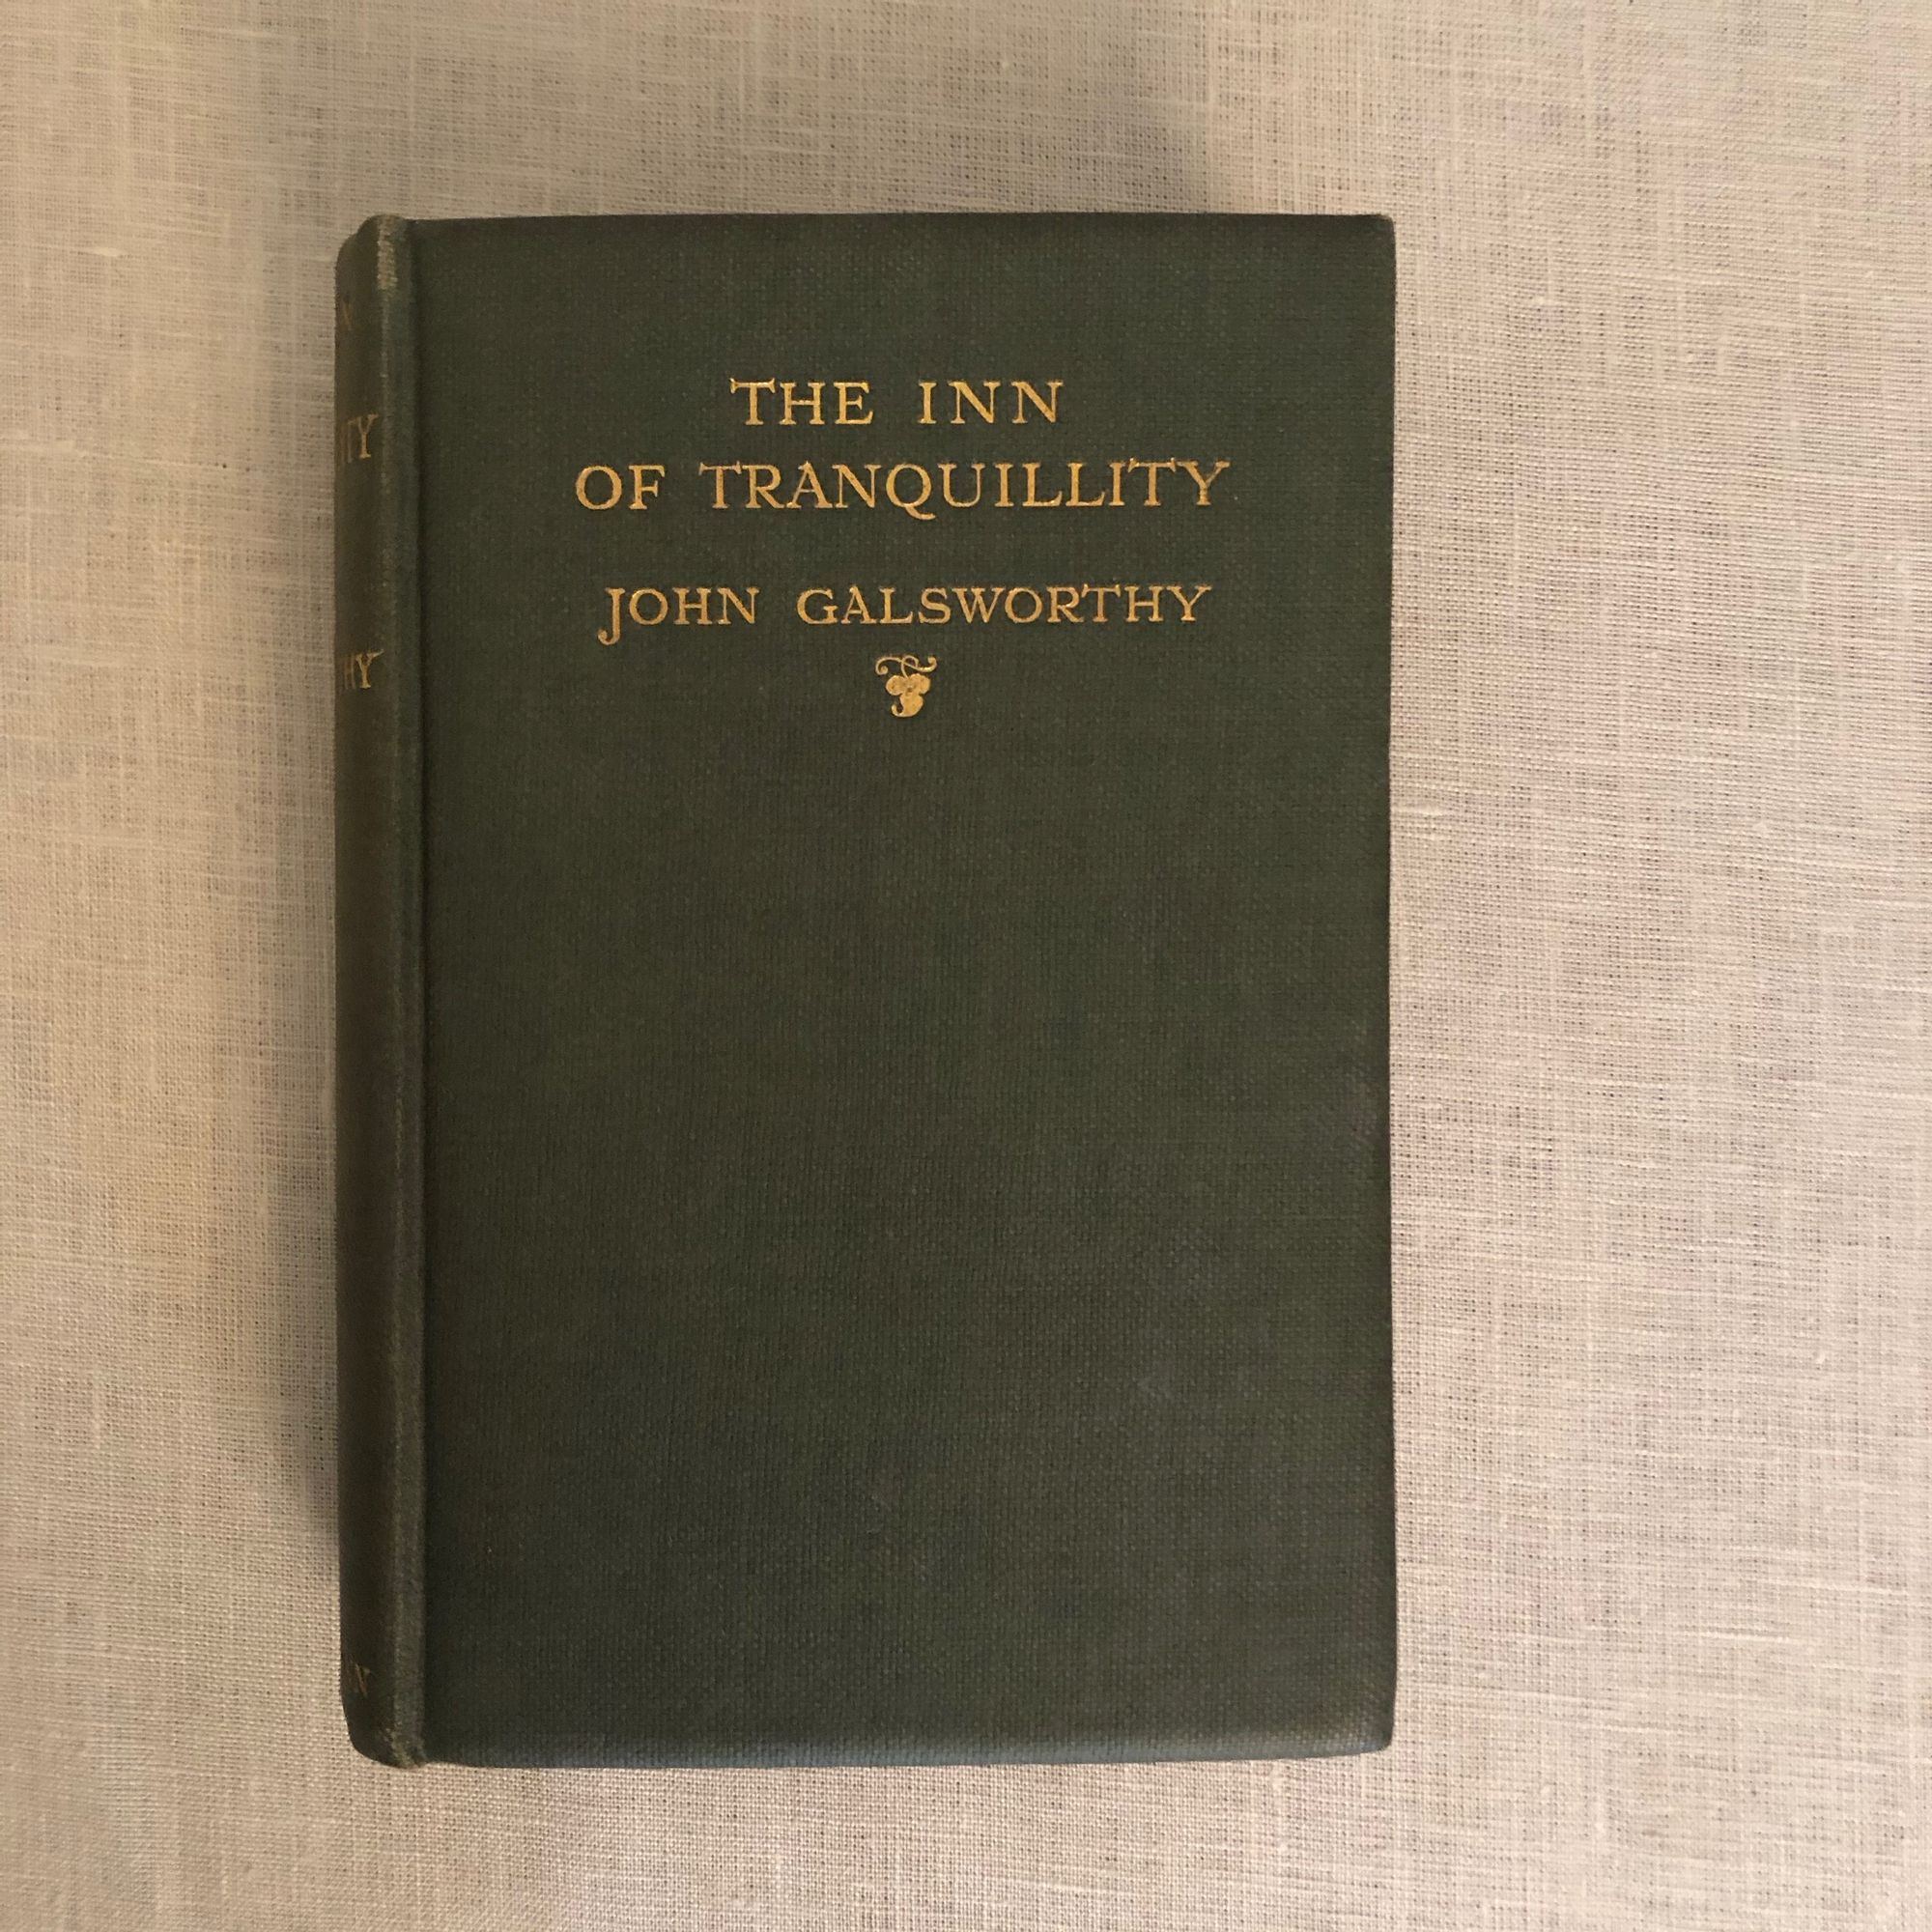 THE INN
OF TRANQUILLITY
JOHN GALSWORTHY